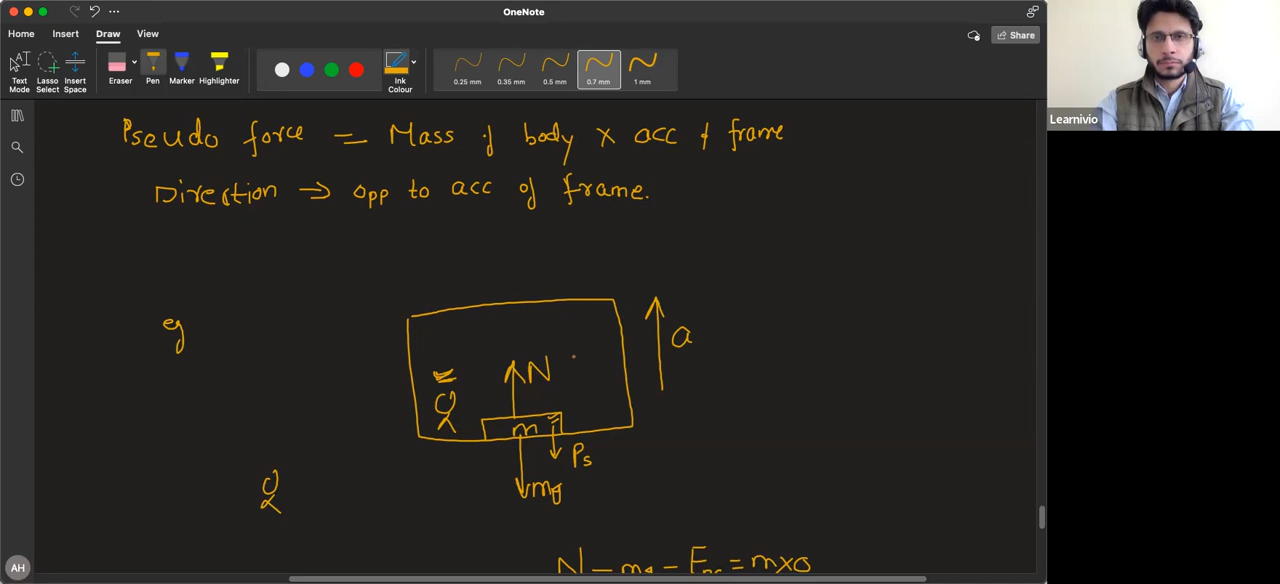 OneNote
Home Insert Draw View
Share
Text Mode Lasso Select Insert Space Eraser Pen Marker Highlighter Ink Colour 0.25 mm 0.35 mm 0.5 mm 0.7 mm 1 mm
Learnivio
Pseudo force = Mass of body × acc of frame
Direction ⇒ opp to acc of frame.
eg
a
N
m
Ps
mg
N - mg - Fps = m×0
AH